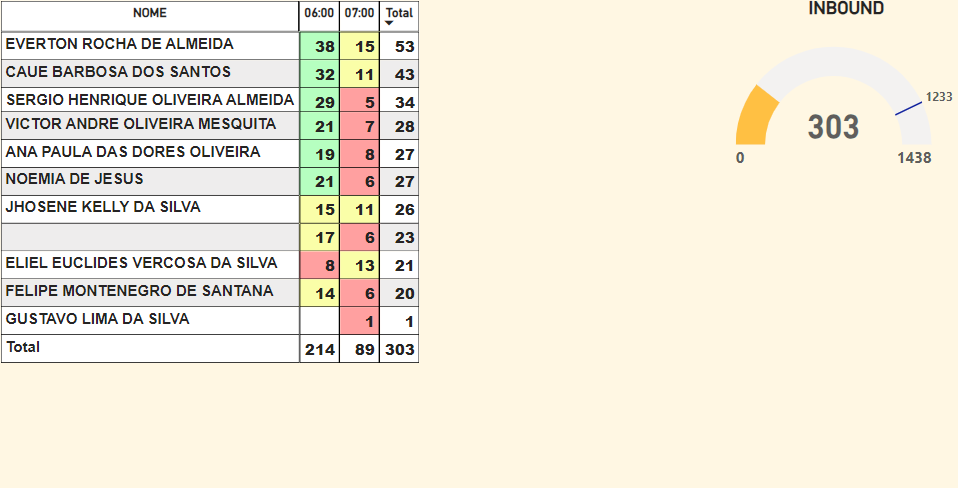 NOME 06:00 07:00 Total
EVERTON ROCHA DE ALMEIDA 38 15 53
CAUE BARBOSA DOS SANTOS 32 11 43
SERGIO HENRIQUE OLIVEIRA ALMEIDA 29 5 34
VICTOR ANDRE OLIVEIRA MESQUITA 21 7 28
ANA PAULA DAS DORES OLIVEIRA 19 8 27
NOEMIA DE JESUS 21 6 27
JHOSENE KELLY DA SILVA 15 11 26
17 6 23
ELIEL EUCLIDES VERCOSA DA SILVA 8 13 21
FELIPE MONTENEGRO DE SANTANA 14 6 20
GUSTAVO LIMA DA SILVA 1 1
Total 214 89 303
INBOUND
1233
303
0 1438